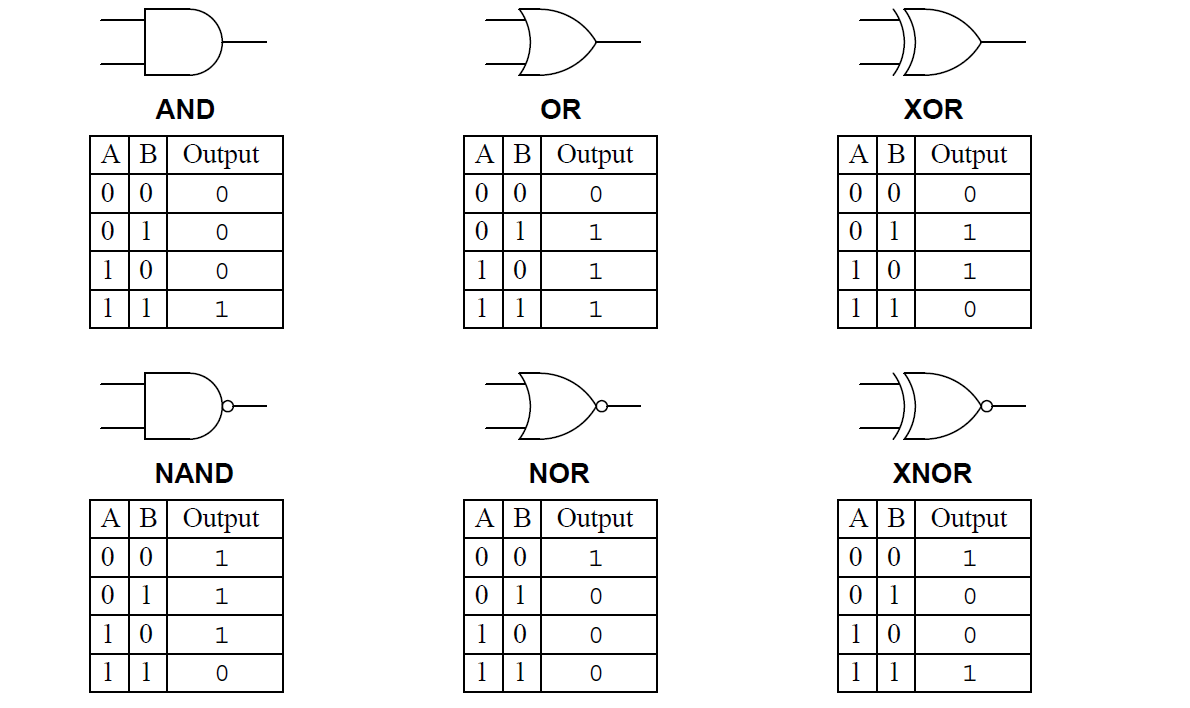 AND OR XOR
A B Output A B Output A B Output
0 0 0 0 0 0 0 0 0
0 1 0 0 1 1 0 1 1
1 0 0 1 0 1 1 0 1
1 1 1 1 1 1 1 1 0
NAND NOR XNOR
A B Output A B Output A B Output
0 0 1 0 0 1 0 0 1
0 1 1 0 1 0 0 1 0
1 0 1 1 0 0 1 0 0
1 1 0 1 1 0 1 1 1